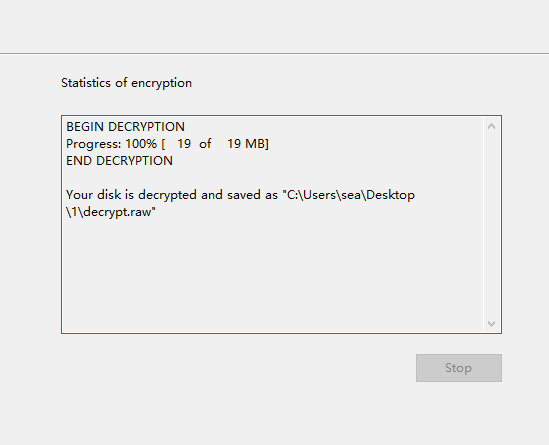 Statistics of encryption
BEGIN DECRYPTION
Progress: 100% [   19  of    19 MB]
END DECRYPTION
Your disk is decrypted and saved as "C:\Users\sea\Desktop
\1\decrypt.raw"
Stop